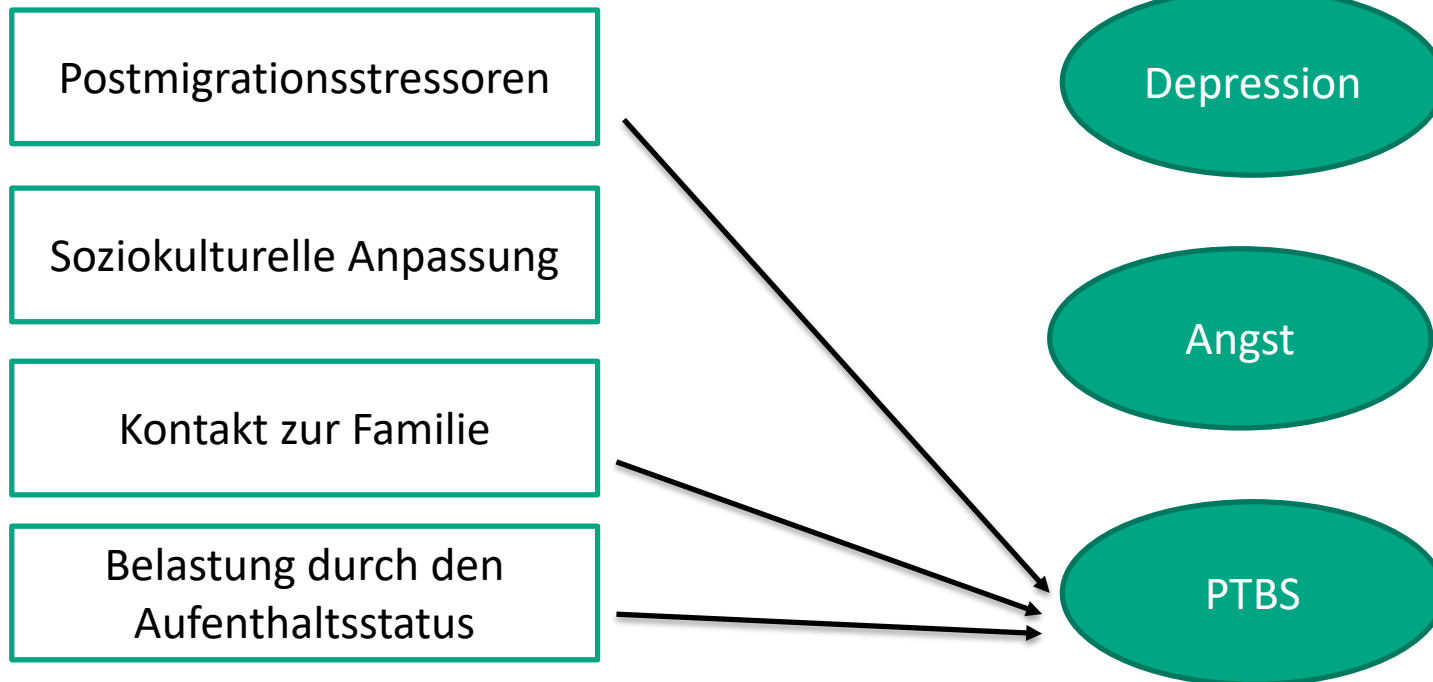 Postmigrationsstressoren
Depression
Soziokulturelle Anpassung
Angst
Kontakt zur Familie
Belastung durch den
Aufenthaltsstatus
PTBS